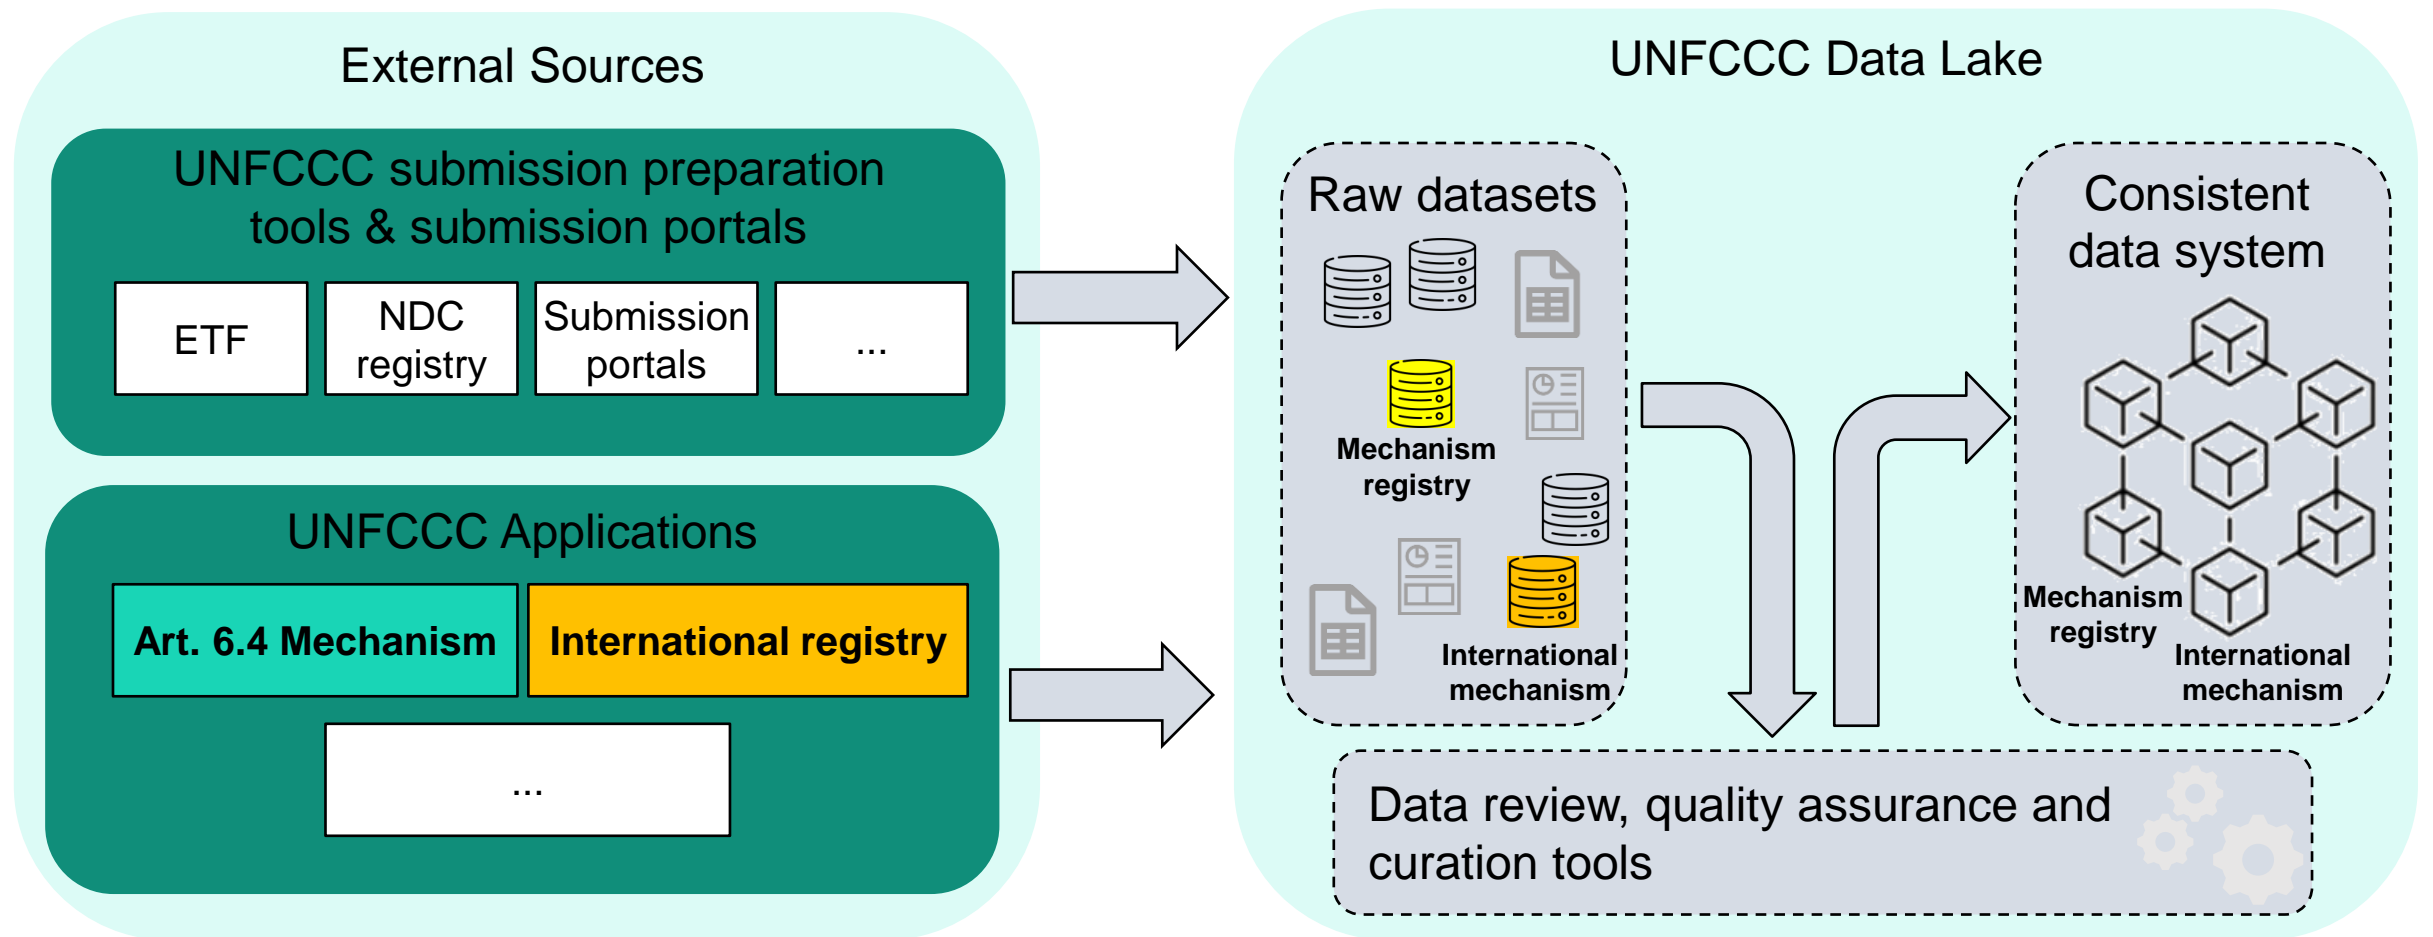 External Sources
UNFCCC submission preparation
tools & submission portals
ETF
NDC
registry
Submission
portals
...
UNFCCC Applications
Art. 6.4 Mechanism
International registry
...
UNFCCC Data Lake
Raw datasets
Mechanism
registry
International
mechanism
Consistent
data system
Mechanism
registry
International
mechanism
Data review, quality assurance and
curation tools